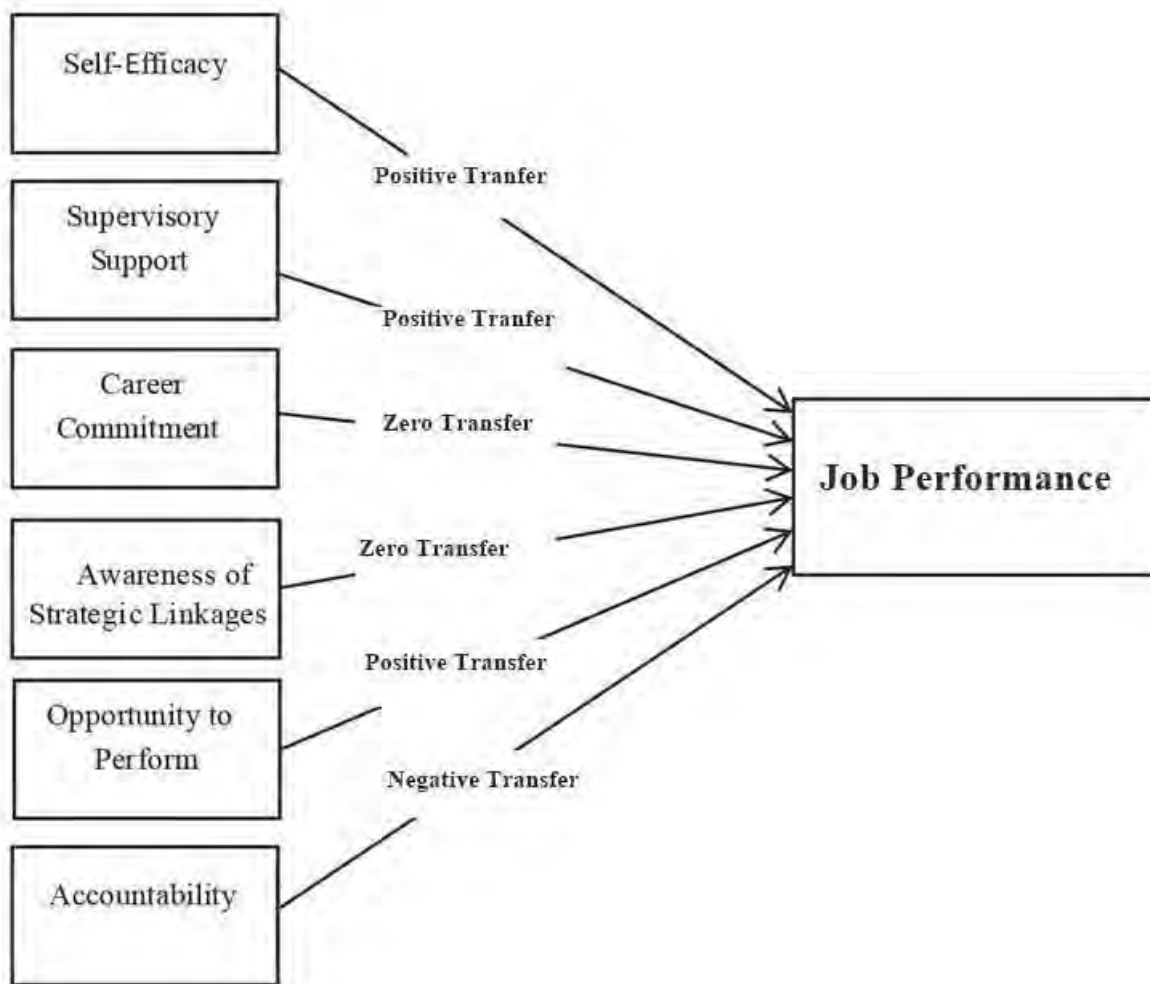 Self-Efficacy
Positive Tranfer
Supervisory
Support
Positive Tranfer
Career
Commitment
Zero Transfer
Job Performance
Awareness of
Strategic Linkages
Zero Transfer
Opportunity to
Perform
Positive Transfer
Negative Transfer
Accountability